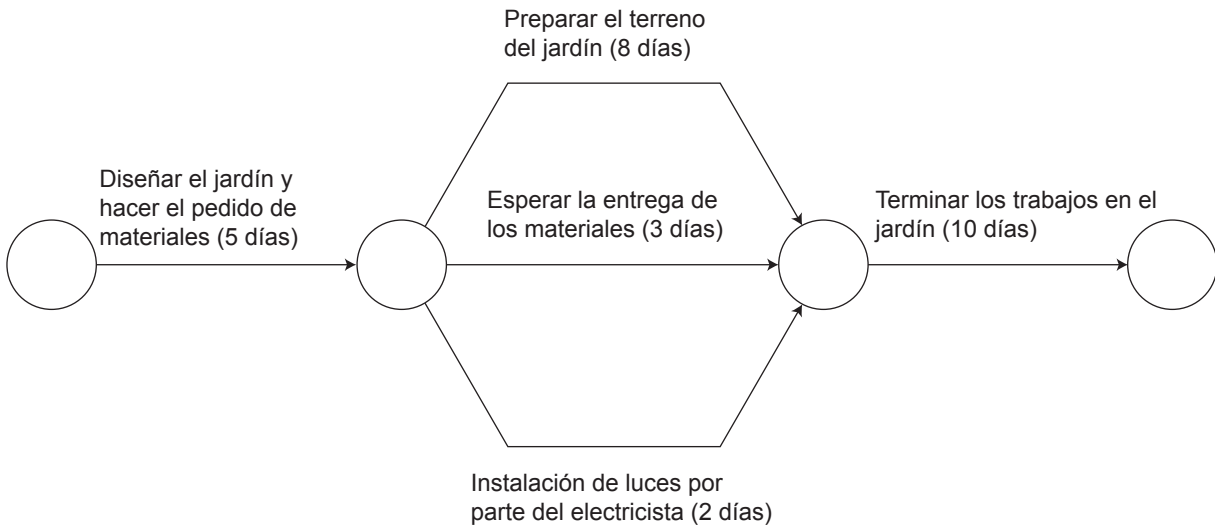 Preparar el terreno
del jardín (8 días)
Diseñar el jardín y
hacer el pedido de
materiales (5 días)
Esperar la entrega de
los materiales (3 días)
Terminar los trabajos en el
jardín (10 días)
Instalación de luces por
parte del electricista (2 días)